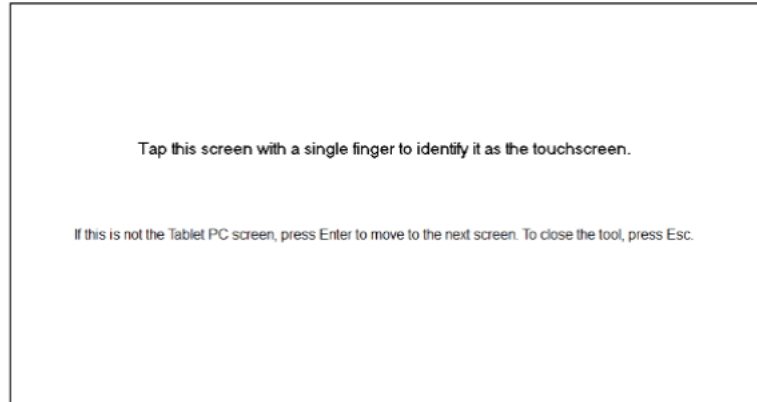 Tap this screen with a single finger to identify it as the touchscreen.
If this is not the Tablet PC screen, press Enter to move to the next screen. To close the tool, press Esc.